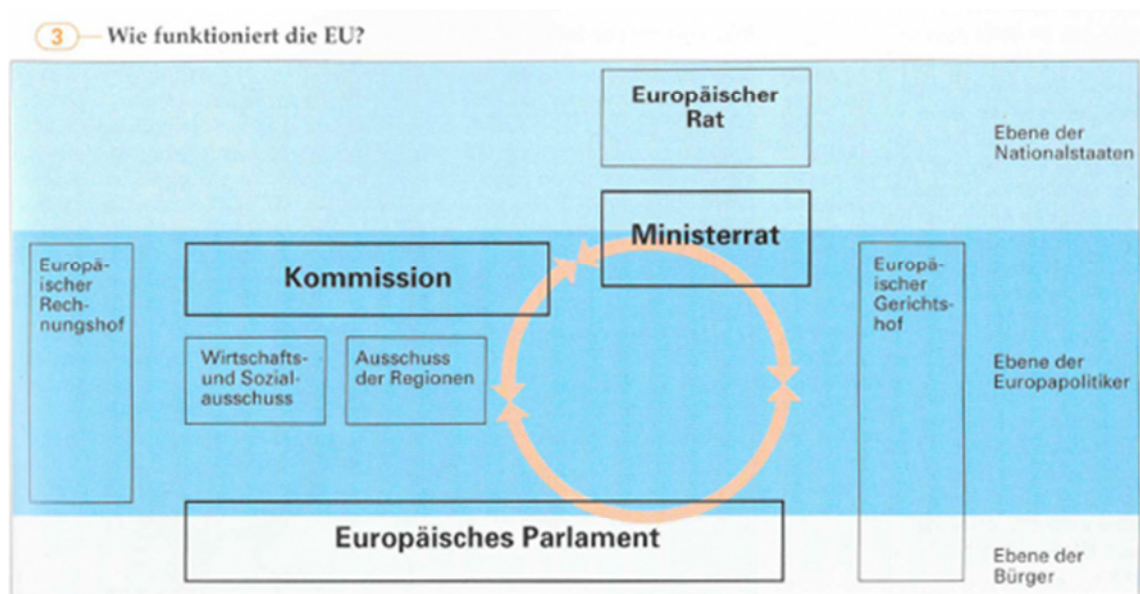 3 Wie funktioniert die EU?
Europäischer
Rat
Ebene der
Nationalstaaten
Ministerrat
Europä-
ischer
Rech-
nungshof
Kommission
Europä-
ischer
Gerichts-
hof
Wirtschafts-
und Sozial-
ausschuss
Ausschuss
der Regionen
Ebene der
Europapolitiker
Europäisches Parlament
Ebene der
Bürger